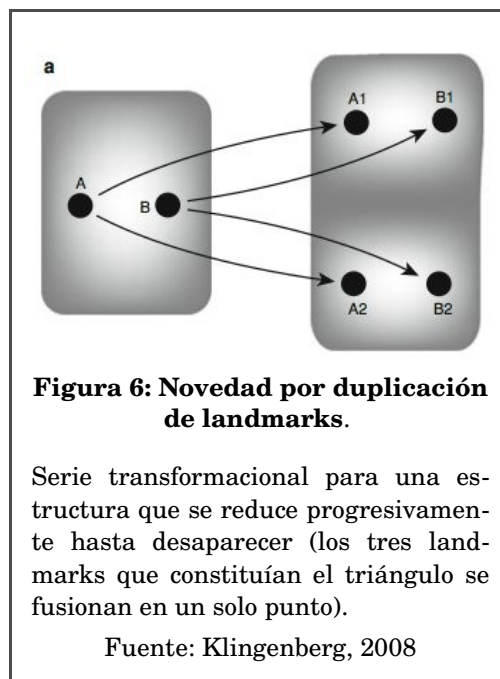 a
A1
B1
A
B
A2
B2
Figura 6: Novedad por duplicación
de landmarks.
Serie transformacional para una es-
tructura que se reduce progresivamen-
te hasta desaparecer (los tres land-
marks que constituían el triángulo se
fusionan en un solo punto).
Fuente: Klingenberg, 2008